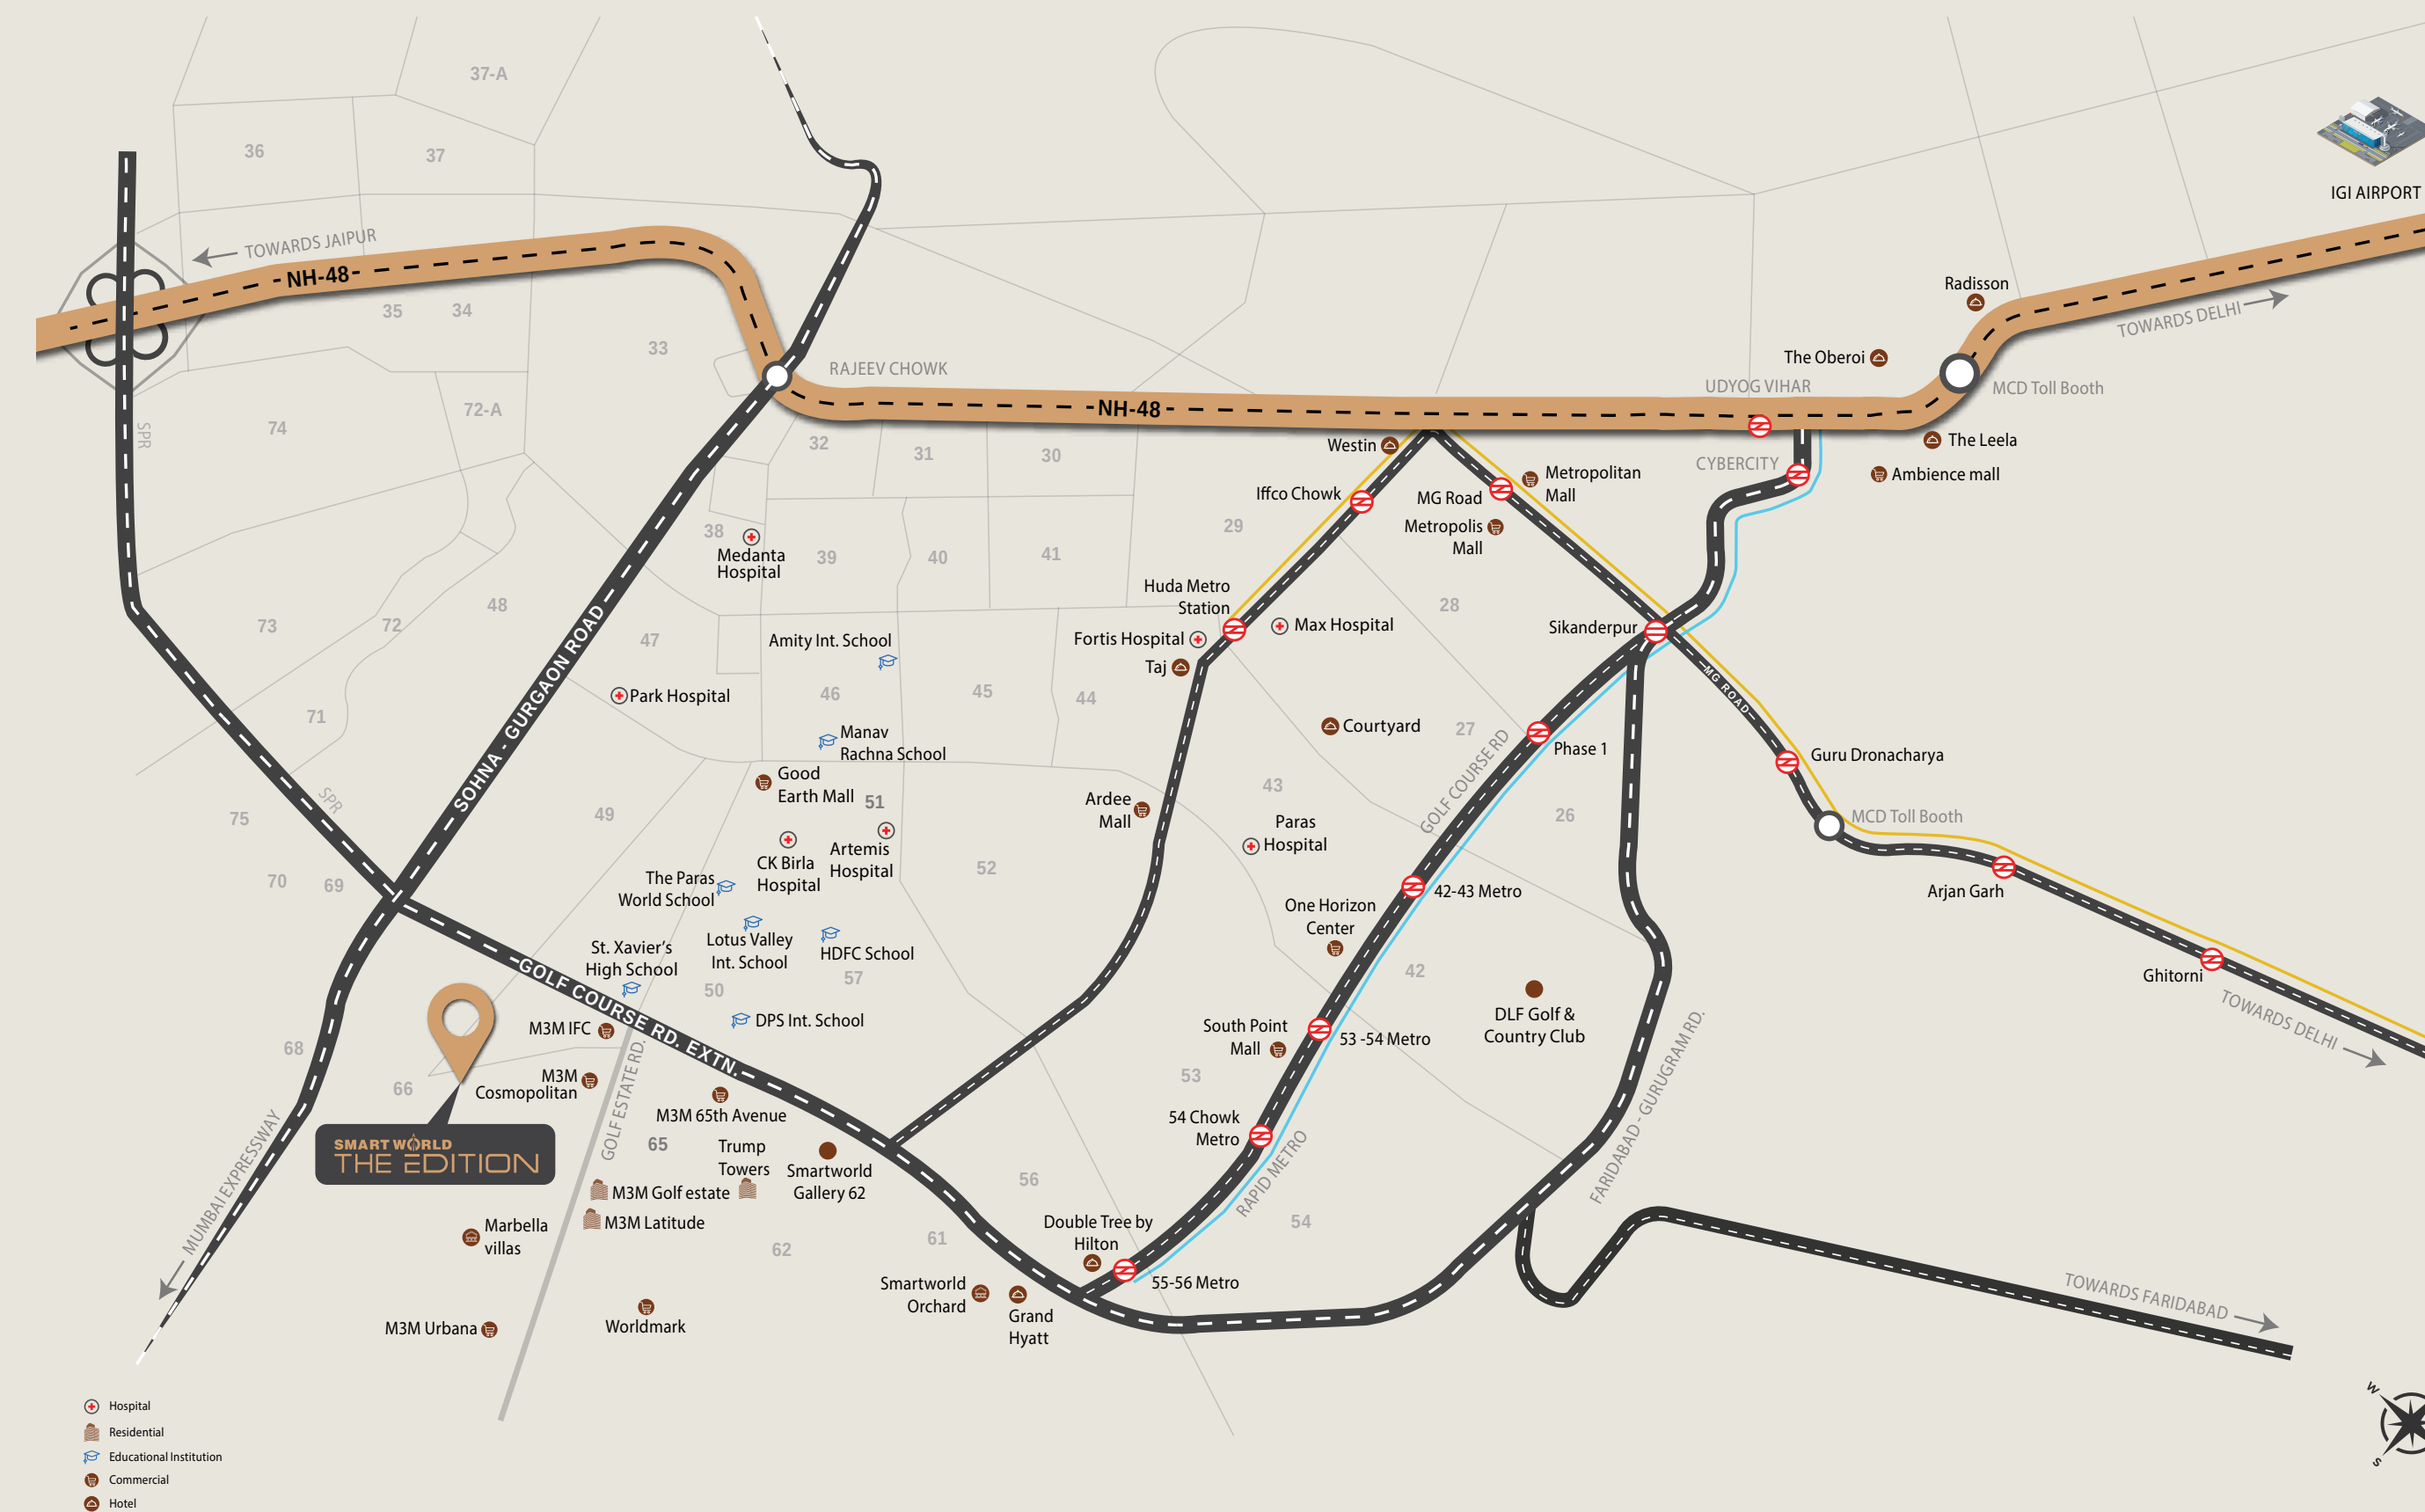 37-A
36
37
IGI AIRPORT
TOWARDS JAIPUR
NH-48
35
34
33
RAJEEV CHOWK
Radisson
TOWARDS DELHI
The Oberoi
UDYOG VIHAR
MCD Toll Booth
NH-48
72-A
74
SPR
32
31
30
Westin
CYBERCITY
The Leela
Ambience mall
Iffco Chowk
MG Road
Metropolitan
Mall
Metropolis
Mall
29
38
Medanta
Hospital
39
40
41
Huda Metro
Station
28
48
73
72
47
Amity Int. School
Fortis Hospital
Max Hospital
Sikanderpur
Taj
MG ROAD
SOHNA - GURGAON ROAD
Park Hospital
46
45
44
71
Courtyard
27
Manav
Rachna School
Phase 1
Guru Dronacharya
Good
Earth Mall
51
43
GOLF COURSE RD
Ardee
Mall
26
MCD Toll Booth
SPR
75
49
Paras
Hospital
CK Birla
Hospital
Artemis
Hospital
52
70
69
The Paras
World School
42-43 Metro
Arjan Garh
One Horizon
Center
St. Xavier's
High School
Lotus Valley
Int. School
HDFC School
57
50
42
Ghitorni
TOWARDS DELHI
GOLF COURSE RD. EXTN.
DPS Int. School
M3M IFC
DLF Golf &
Country Club
South Point
Mall
53 -54 Metro
68
66
M3M
Cosmopolitan
GOLF ESTATE RD.
M3M 65th Avenue
53
FARIDABAD - GURUGRAM RD.
54 Chowk
Metro
SMART WORLD
THE EDITION
65
Trump
Towers
Smartworld
Gallery 62
RAPID METRO
MUMBAI EXPRESSWAY
M3M Golf estate
M3M Latitude
56
54
Marbella
villas
62
61
Double Tree by
Hilton
55-56 Metro
Smartworld
Orchard
Grand
Hyatt
M3M Urbana
Worldmark
TOWARDS FARIDABAD
W
S
Hospital
Residential
Educational Institution
Commercial
Hotel